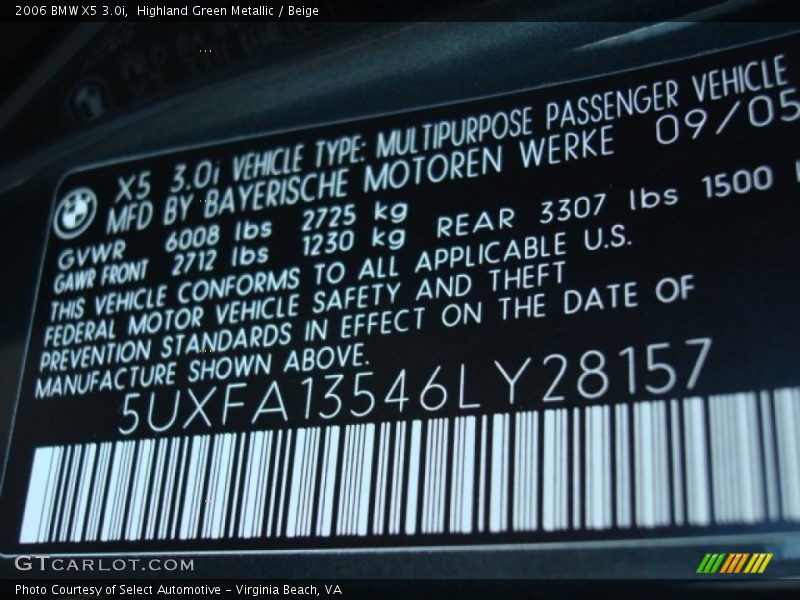 2006 BMW X5 3.0i, Highland Green Metallic / Beige
X5 3.0i VEHICLE TYPE: MULTIPURPOSE PASSENGER VEHICLE
MFD BY BAYERISCHE MOTOREN WERKE 09/05
GVWR 6008 lbs 2725 kg
GAWR FRONT 2712 lbs 1230 kg REAR 3307 lbs 1500
THIS VEHICLE CONFORMS TO ALL APPLICABLE U.S.
FEDERAL MOTOR VEHICLE SAFETY AND THEFT
PREVENTION STANDARDS IN EFFECT ON THE DATE OF
MANUFACTURE SHOWN ABOVE.
5UXFA13546LY28157
GTCARLOT.COM
Photo Courtesy of Select Automotive - Virginia Beach, VA